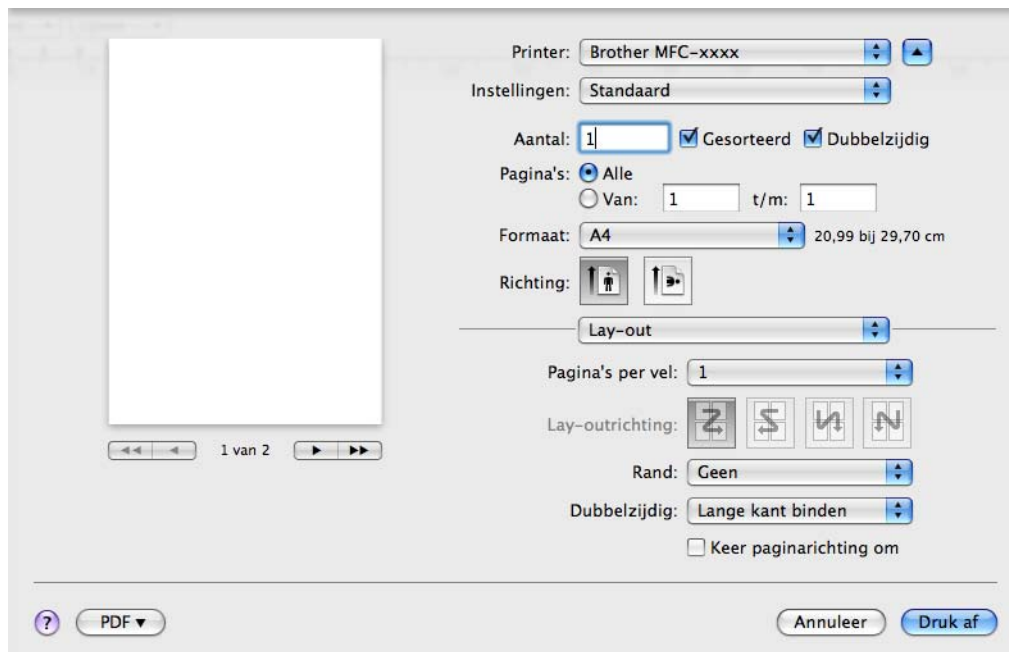 Printer: Brother MFC-xxxx
Instellingen: Standaard
Aantal: 1 Gesorteerd Dubbelzijdig
Pagina's: Alle
Van: 1 t/m: 1
Formaat: A4 20,99 bij 29,70 cm
Richting:
Lay-out
Pagina's per vel: 1
Lay-outrichting:
1 van 2
Rand: Geen
Dubbelzijdig: Lange kant binden
Keer paginarichting om
? PDF Annuleer Druk af